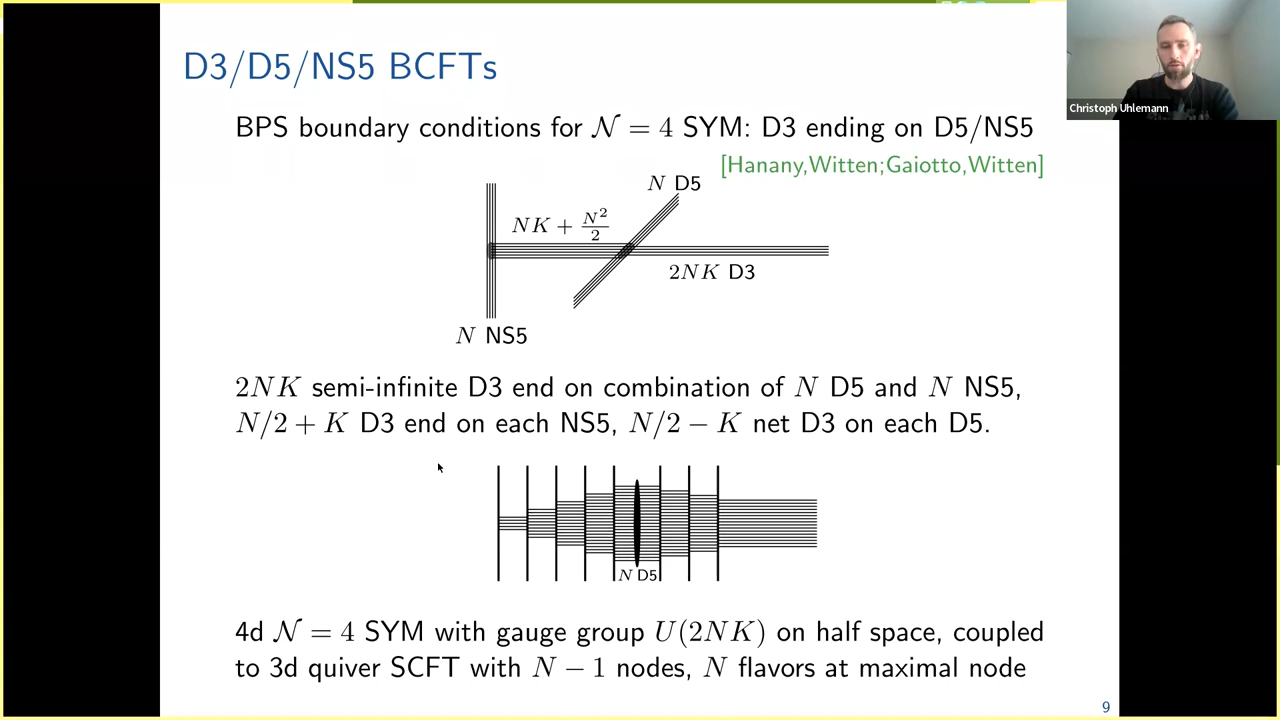 D3/D5/NS5 BCFTs
Christoph Uhlemann
BPS boundary conditions for 𝒩 = 4 SYM: D3 ending on D5/NS5
[Hanany,Witten;Gaiotto,Witten]
N D5
NK + N²/2
2NK D3
N NS5
2NK semi-infinite D3 end on combination of N D5 and N NS5,
N/2 + K D3 end on each NS5, N/2 − K net D3 on each D5.
N D5
4d 𝒩 = 4 SYM with gauge group U(2NK) on half space, coupled
to 3d quiver SCFT with N − 1 nodes, N flavors at maximal node
9